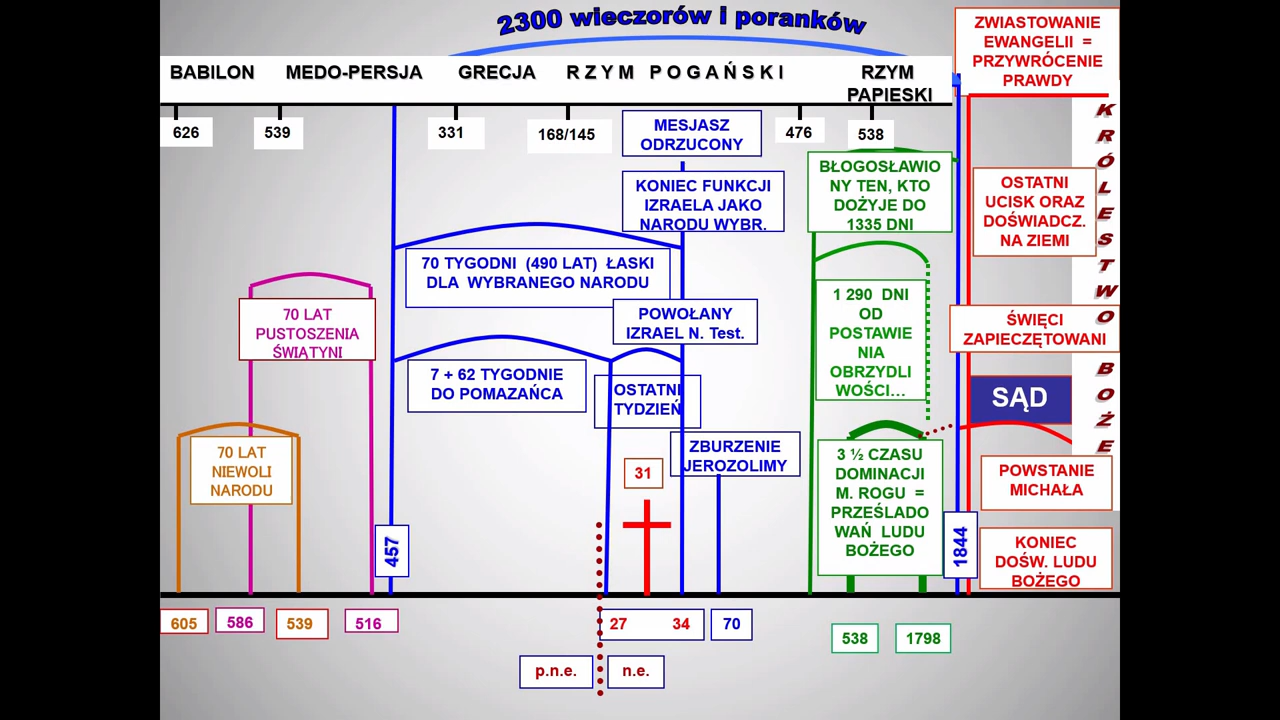 2300 wieczorów i poranków
BABILON
MEDO-PERSJA
GRECJA
RZYM POGAŃSKI
RZYM
PAPIESKI
626
539
331
168/145
476
538
ZWIASTOWANIE
EWANGELII =
PRZYWRÓCENIE
PRAWDY
MESJASZ
ODRZUCONY
KONIEC FUNKCJI
IZRAELA JAKO
NARODU WYBR.
BŁOGOSŁAWIO
NY TEN, KTO
DOŻYJE DO
1335 DNI
OSTATNI
UCISK ORAZ
DOŚWIADCZ.
NA ZIEMI
KRÓLESTWO BOŻE
70 TYGODNI (490 LAT) ŁASKI
DLA WYBRANEGO NARODU
70 LAT
PUSTOSZENIA
ŚWIĄTYNI
POWOŁANY
IZRAEL N. Test.
1 290 DNI
OD
POSTAWIE
NIA
OBRZYDLI
WOŚCI…
ŚWIĘCI
ZAPIECZĘTOWANI
7 + 62 TYGODNIE
DO POMAZAŃCA
OSTATNI
TYDZIEŃ
SĄD
70 LAT
NIEWOLI
NARODU
ZBURZENIE
JEROZOLIMY
31
3 ½ CZASU
DOMINACJI
M. ROGU =
PRZEŚLADO
WAŃ LUDU
BOŻEGO
POWSTANIE
MICHAŁA
457
1844
KONIEC
DOŚW. LUDU
BOŻEGO
605
586
539
516
27
34
70
538
1798
p.n.e.
n.e.